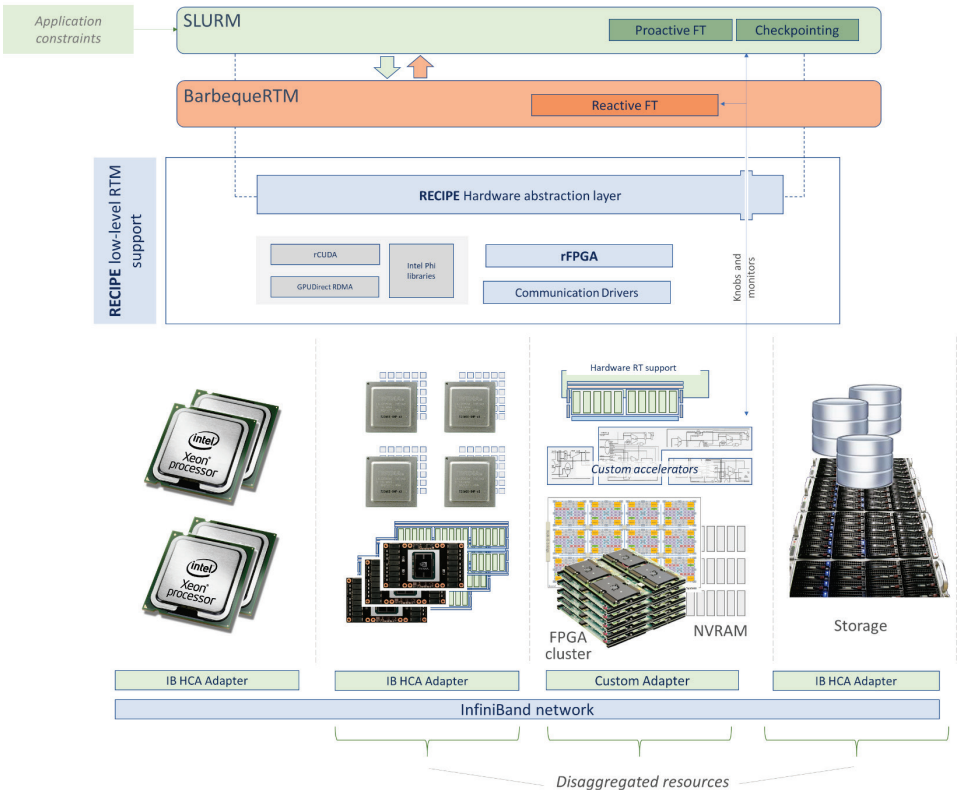 Application
constraints
SLURM
Proactive FT
Checkpointing
BarbequeRTM
Reactive FT
RECIPE low-level RTM
support
RECIPE Hardware abstraction layer
rCUDA
GPUDirect RDMA
Intel Phi
libraries
rFPGA
Communication Drivers
Knobs and
monitors
Hardware RT support
Custom accelerators
intel
Xeon®
processor
intel
Xeon®
processor
FPGA
cluster
NVRAM
Storage
IB HCA Adapter
IB HCA Adapter
Custom Adapter
IB HCA Adapter
InfiniBand network
Disaggregated resources